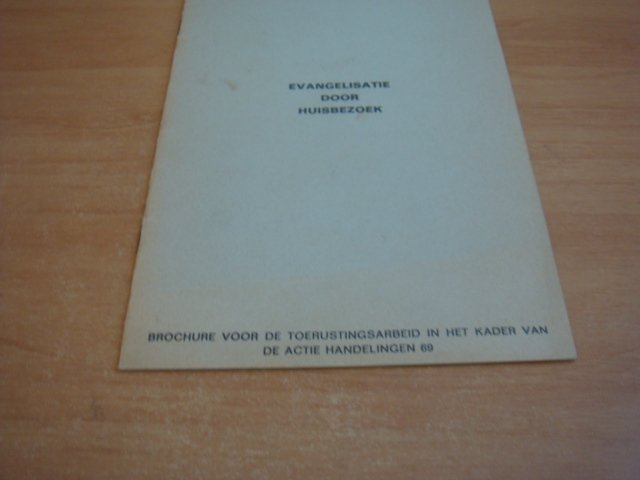 EVANGELISATIE
DOOR
HUISBEZOEK
BROCHURE VOOR DE TOERUSTINGSARBEID IN HET KADER VAN
DE ACTIE HANDELINGEN 69